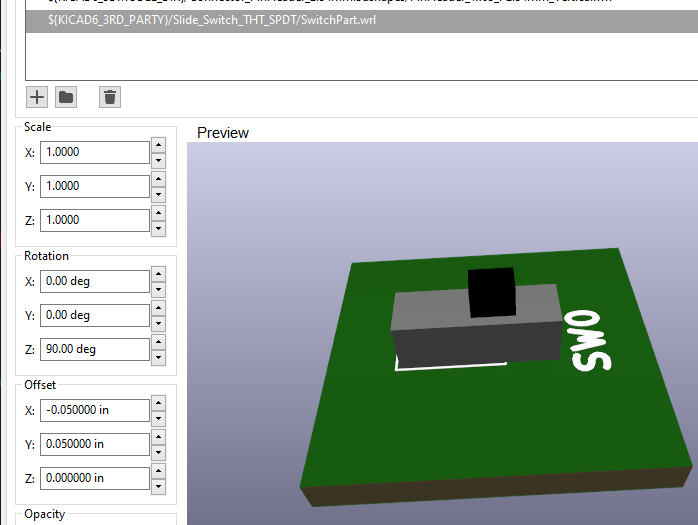 ${KICAD6_3RD_PARTY}/Slide_Switch_THT_SPDT/SwitchPart.wrl
Scale
Preview
X: 1.0000
Y: 1.0000
Z: 1.0000
Rotation
X: 0.00 deg
Y: 0.00 deg
Z: 90.00 deg
SW0
Offset
X: -0.050000 in
Y: 0.050000 in
Z: 0.000000 in
Opacity